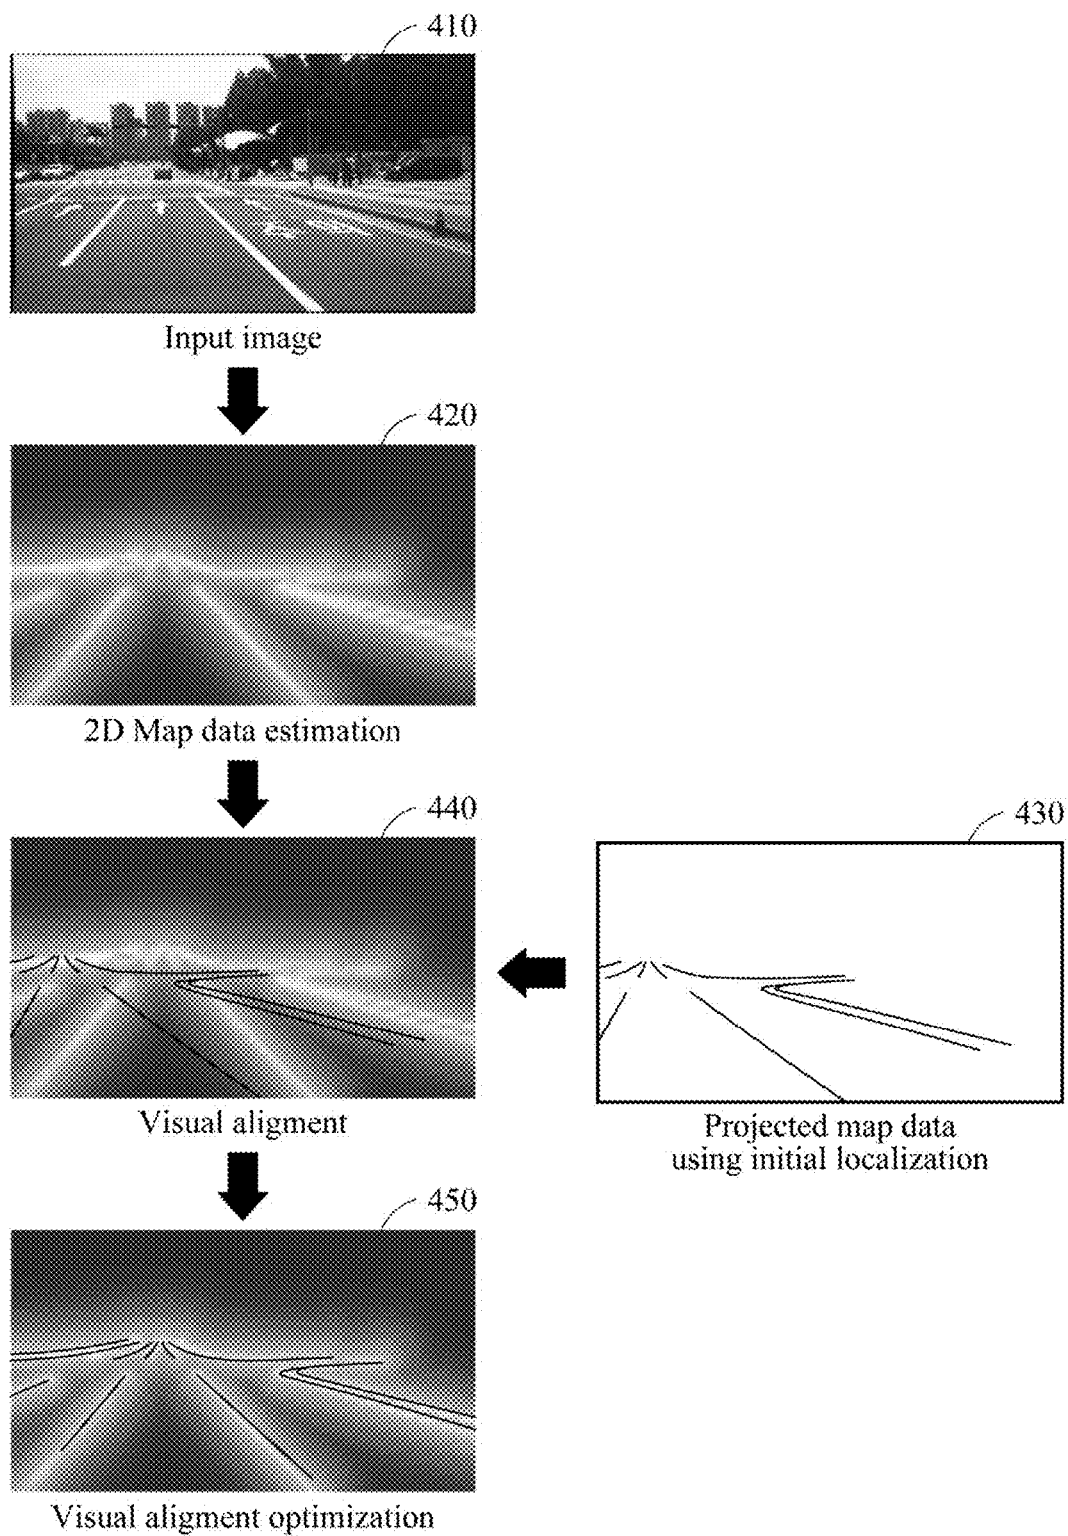 410
Input image
420
2D Map data estimation
440
430
Visual aligment
Projected map data
using initial localization
450
Visual aligment optimization